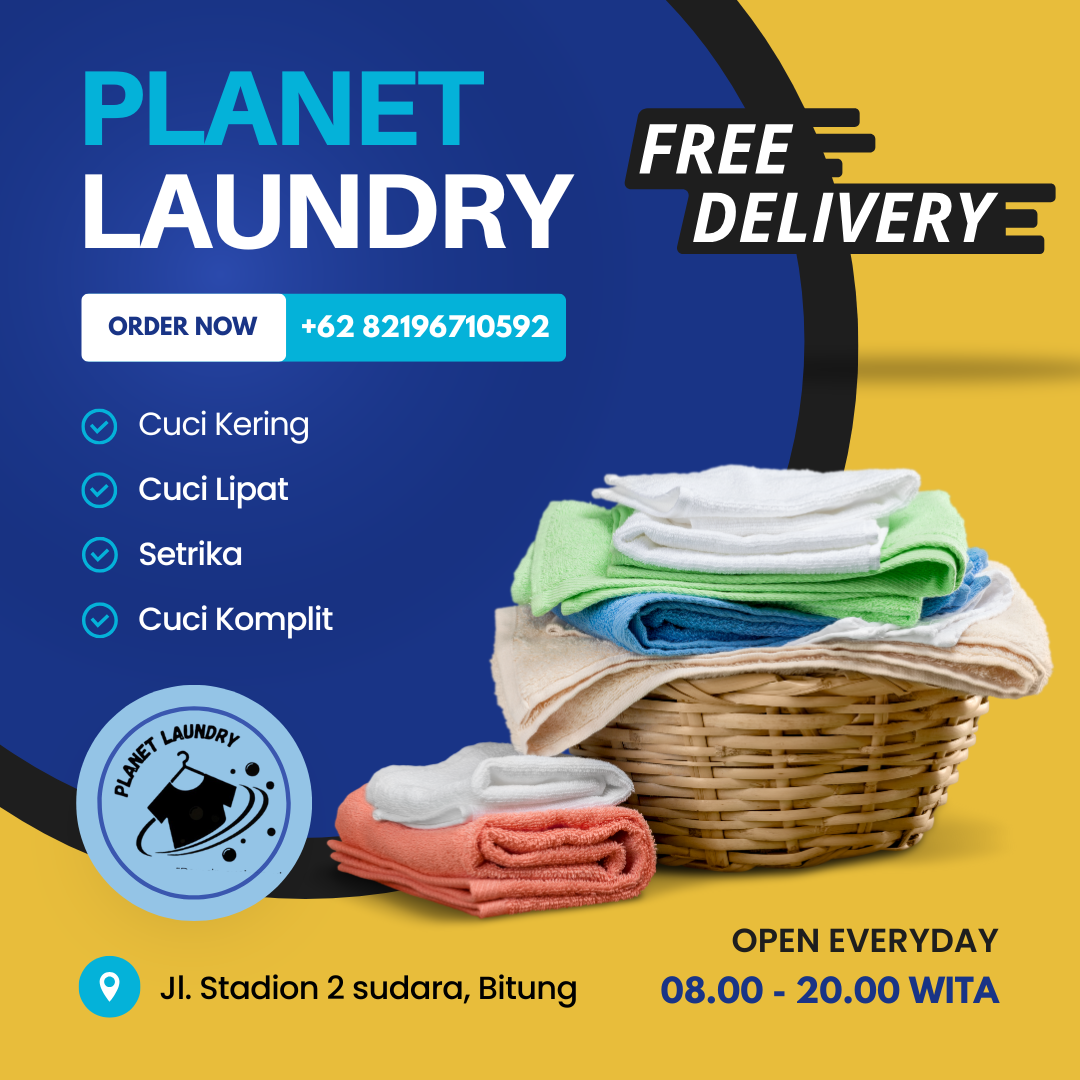 PLANET
LAUNDRY
FREE
DELIVERY
ORDER NOW +62 82196710592
Cuci Kering
Cuci Lipat
Setrika
Cuci Komplit
PLANET LAUNDRY
OPEN EVERYDAY
Jl. Stadion 2 sudara, Bitung
08.00 - 20.00 WITA